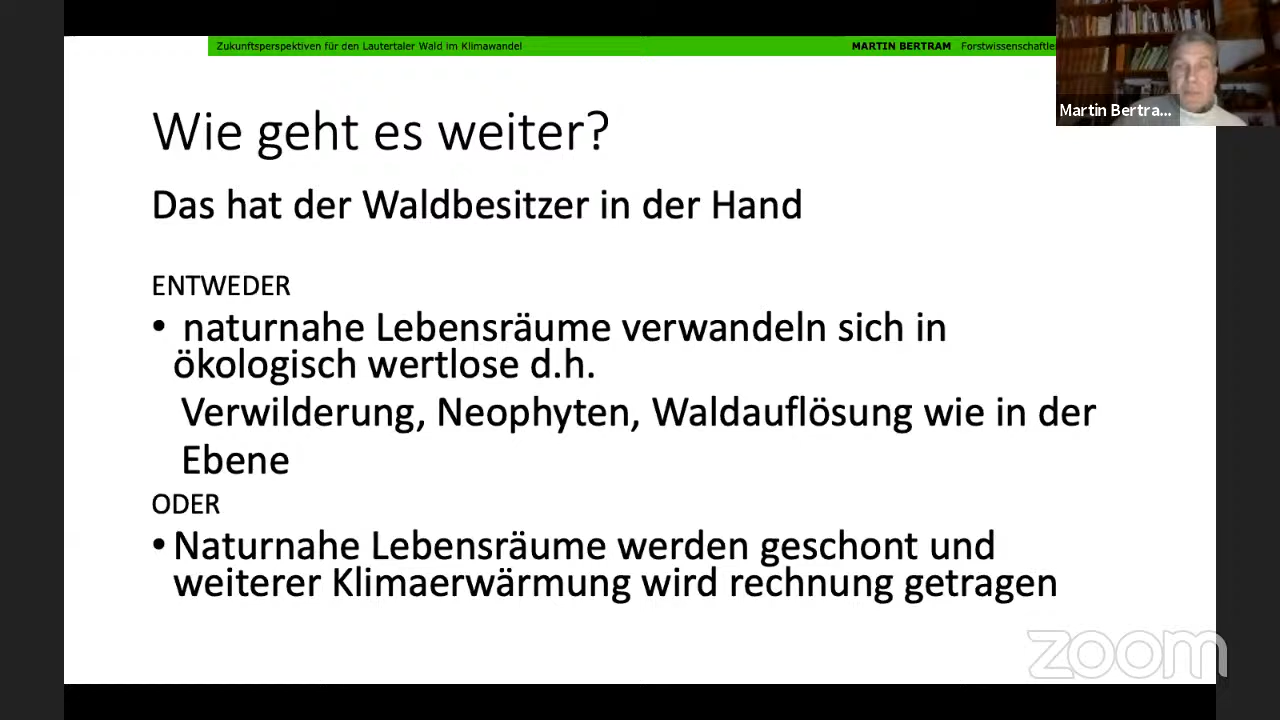 Zukunftsperspektiven für den Lautertaler Wald im Klimawandel
MARTIN BERTRAM Forstwissenschaftle
Martin Bertra...
Wie geht es weiter?
Das hat der Waldbesitzer in der Hand
ENTWEDER
• naturnahe Lebensräume verwandeln sich in
ökologisch wertlose d.h.
Verwilderung, Neophyten, Waldauflösung wie in der
Ebene
ODER
• Naturnahe Lebensräume werden geschont und
weiterer Klimaerwärmung wird rechnung getragen
zoom